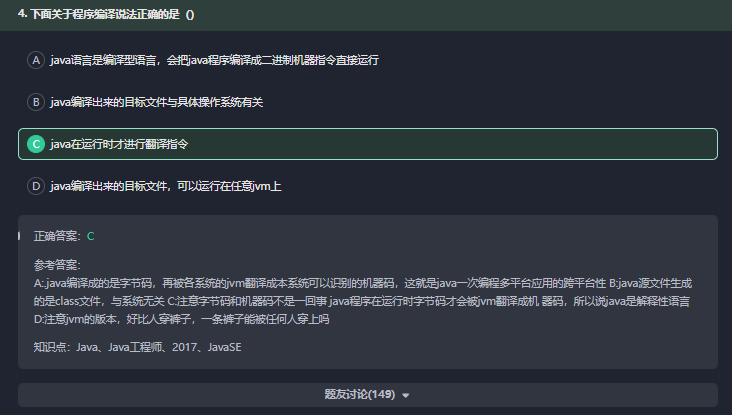 4. 下面关于程序编译说法正确的是（）
A java语言是编译型语言，会把java程序编译成二进制机器指令直接运行
B java编译出来的目标文件与具体操作系统有关
C java在运行时才进行翻译指令
D java编译出来的目标文件，可以运行在任意jvm上
正确答案：C
参考答案：
A:.java编译成的是字节码，再被各系统的jvm翻译成本系统可以识别的机器码，这就是java一次编程多平台应用的跨平台性 B:java源文件生成
的是class文件，与系统无关 C:注意字节码和机器码不是一回事 java程序在运行时字节码才会被jvm翻译成机 器码，所以说java是解释性语言
D:注意jvm的版本，好比人穿裤子，一条裤子能被任何人穿上吗
知识点：Java、Java工程师、2017、JavaSE
题友讨论(149)